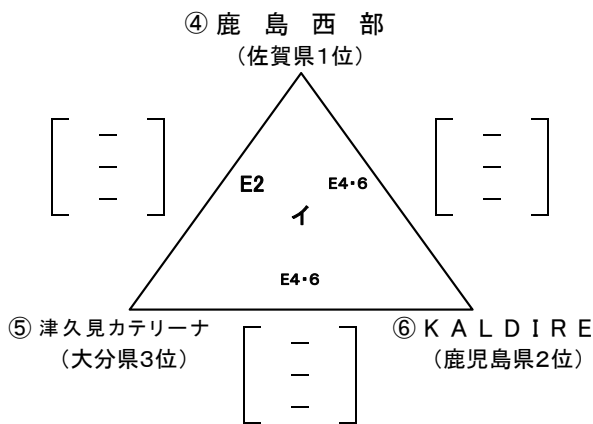 ④ 鹿 島 西 部
（佐賀県1位）
E2
E4・6
イ
E4・6
⑤ 津久見カテリーナ
（大分県3位）
⑥ ＫＡＬＤＩＲＥ
（鹿児島県2位）